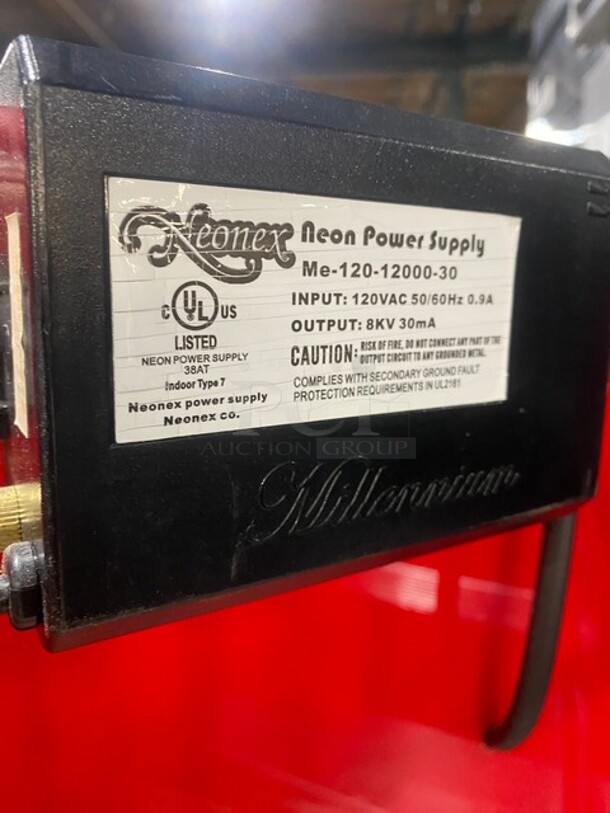 Neonex
Neon Power Supply
Me-120-12000-30
INPUT: 120VAC 50/60Hz 0.9A
OUTPUT: 8KV 30mA
CAUTION: RISK OF FIRE, DO NOT CONNECT ANY PART OF THE
OUTPUT CIRCUIT TO ANY GROUNDED METAL.
COMPLIES WITH SECONDARY GROUND FAULT
PROTECTION REQUIREMENTS IN UL2161
C UL US
LISTED
NEON POWER SUPPLY
38AT
Indoor Type 7
Neonex power supply
Neonex co.
PCI
AUCTION GROUP
Millennium